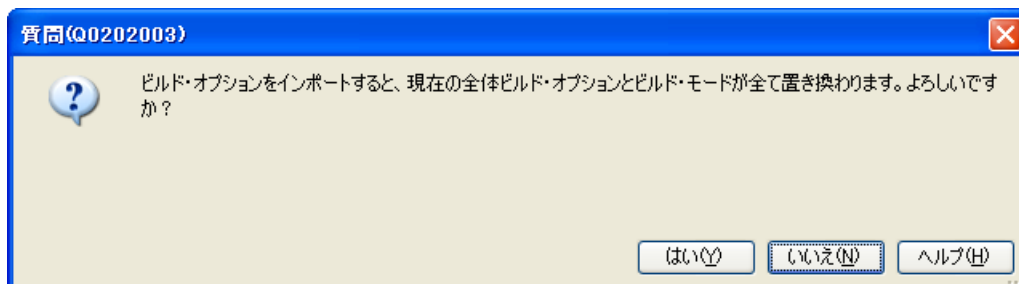 質問(Q0202003)
ビルド・オプションをインポートすると、現在の全体ビルド・オプションとビルド・モードが全て置き換わります。よろしいです
か？
はい(Y)
いいえ(N)
ヘルプ(H)